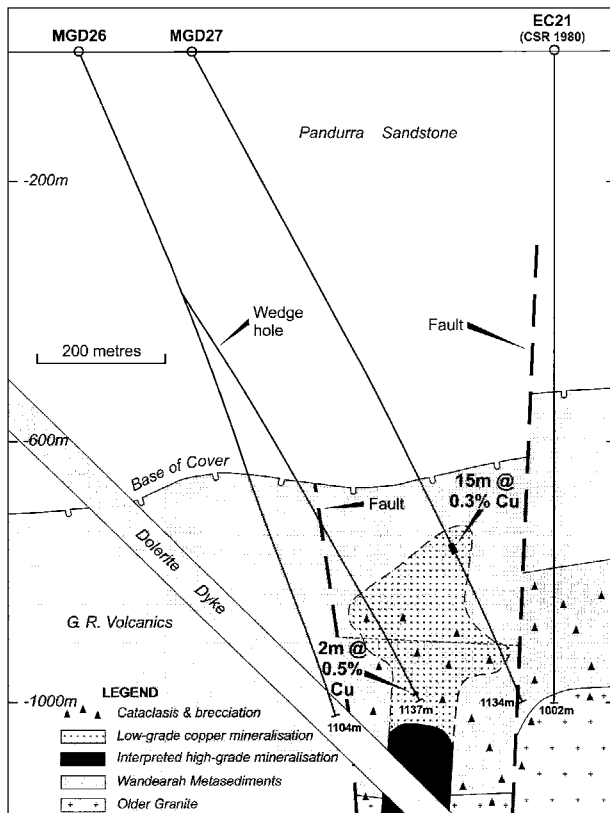 MGD26
MGD27
EC21
(CSR 1980)
Pandurra Sandstone
-200m
Wedge
hole
Fault
200 metres
-600m
Base of Cover
15m @
0.3% Cu
Fault
Dolerite Dyke
G. R. Volcanics
2m @
0.5%
Cu
-1000m
1104m
1137m
1134m
1002m
LEGEND
Cataclasis & brecciation
Low-grade copper mineralisation
Interpreted high-grade mineralisation
Wandearah Metasediments
Older Granite